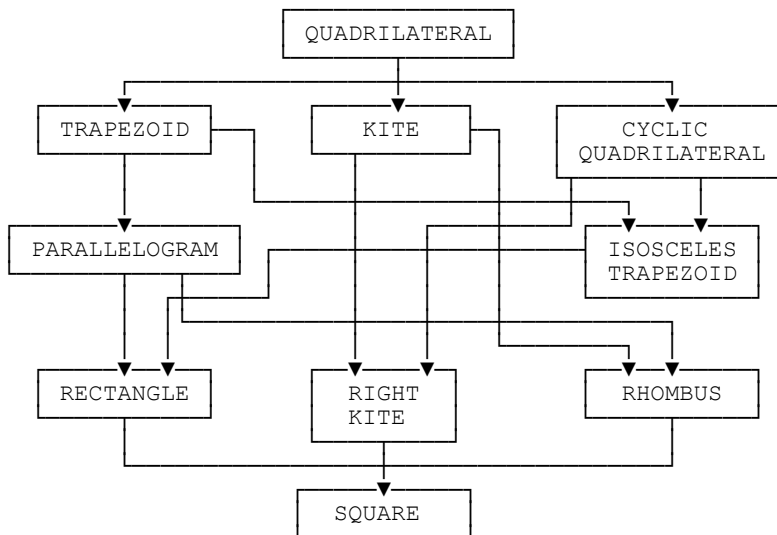 QUADRILATERAL
TRAPEZOID
KITE
CYCLIC
QUADRILATERAL
PARALLELOGRAM
ISOSCELES
TRAPEZOID
RECTANGLE
RIGHT
KITE
RHOMBUS
SQUARE